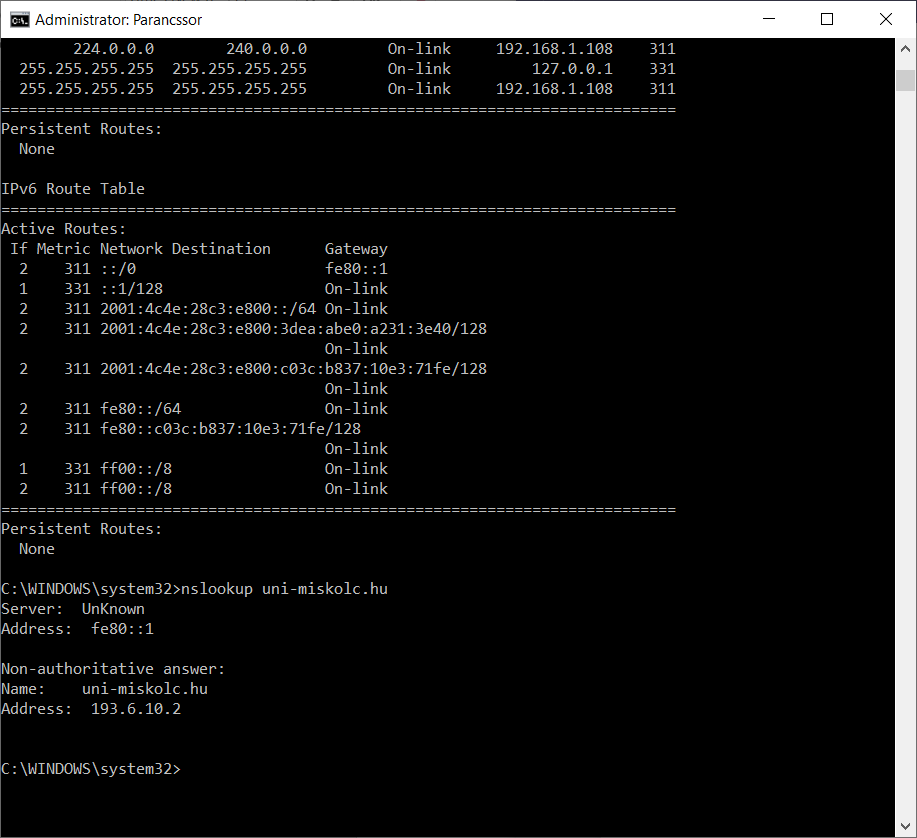 Administrator: Parancssor
224.0.0.0 240.0.0.0 On-link 192.168.1.108 311
255.255.255.255 255.255.255.255 On-link 127.0.0.1 331
255.255.255.255 255.255.255.255 On-link 192.168.1.108 311
===========================================================================
Persistent Routes:
None
IPv6 Route Table
===========================================================================
Active Routes:
If Metric Network Destination Gateway
2 311 ::/0 fe80::1
1 331 ::1/128 On-link
2 311 2001:4c4e:28c3:e800::/64 On-link
2 311 2001:4c4e:28c3:e800:3dea:abe0:a231:3e40/128
On-link
2 311 2001:4c4e:28c3:e800:c03c:b837:10e3:71fe/128
On-link
2 311 fe80::/64 On-link
2 311 fe80::c03c:b837:10e3:71fe/128
On-link
1 331 ff00::/8 On-link
2 311 ff00::/8 On-link
===========================================================================
Persistent Routes:
None
C:\WINDOWS\system32>nslookup uni-miskolc.hu
Server: UnKnown
Address: fe80::1
Non-authoritative answer:
Name: uni-miskolc.hu
Address: 193.6.10.2
C:\WINDOWS\system32>